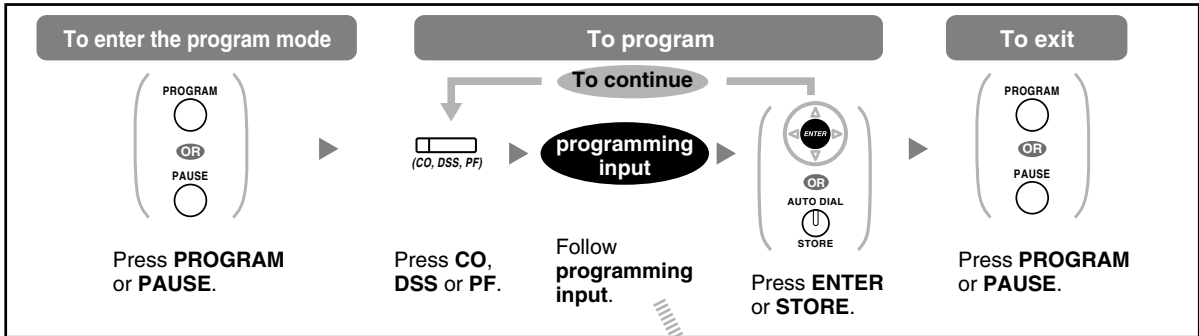 To enter the program mode
To program
To exit
To continue
PROGRAM
OR
PAUSE
(CO, DSS, PF)
programming
input
ENTER
OR
AUTO DIAL
STORE
PROGRAM
OR
PAUSE
Press PROGRAM
or PAUSE.
Press CO,
DSS or PF.
Follow
programming
input.
Press ENTER
or STORE.
Press PROGRAM
or PAUSE.